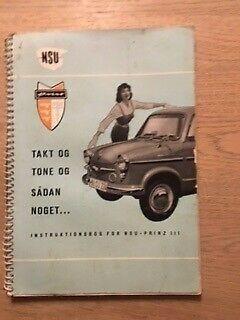 NSU
Prinz
TAKT OG
TONE OG
SÅDAN
NOGET...
INSTRUKTIONSBOG FOR NSU-PRINZ III